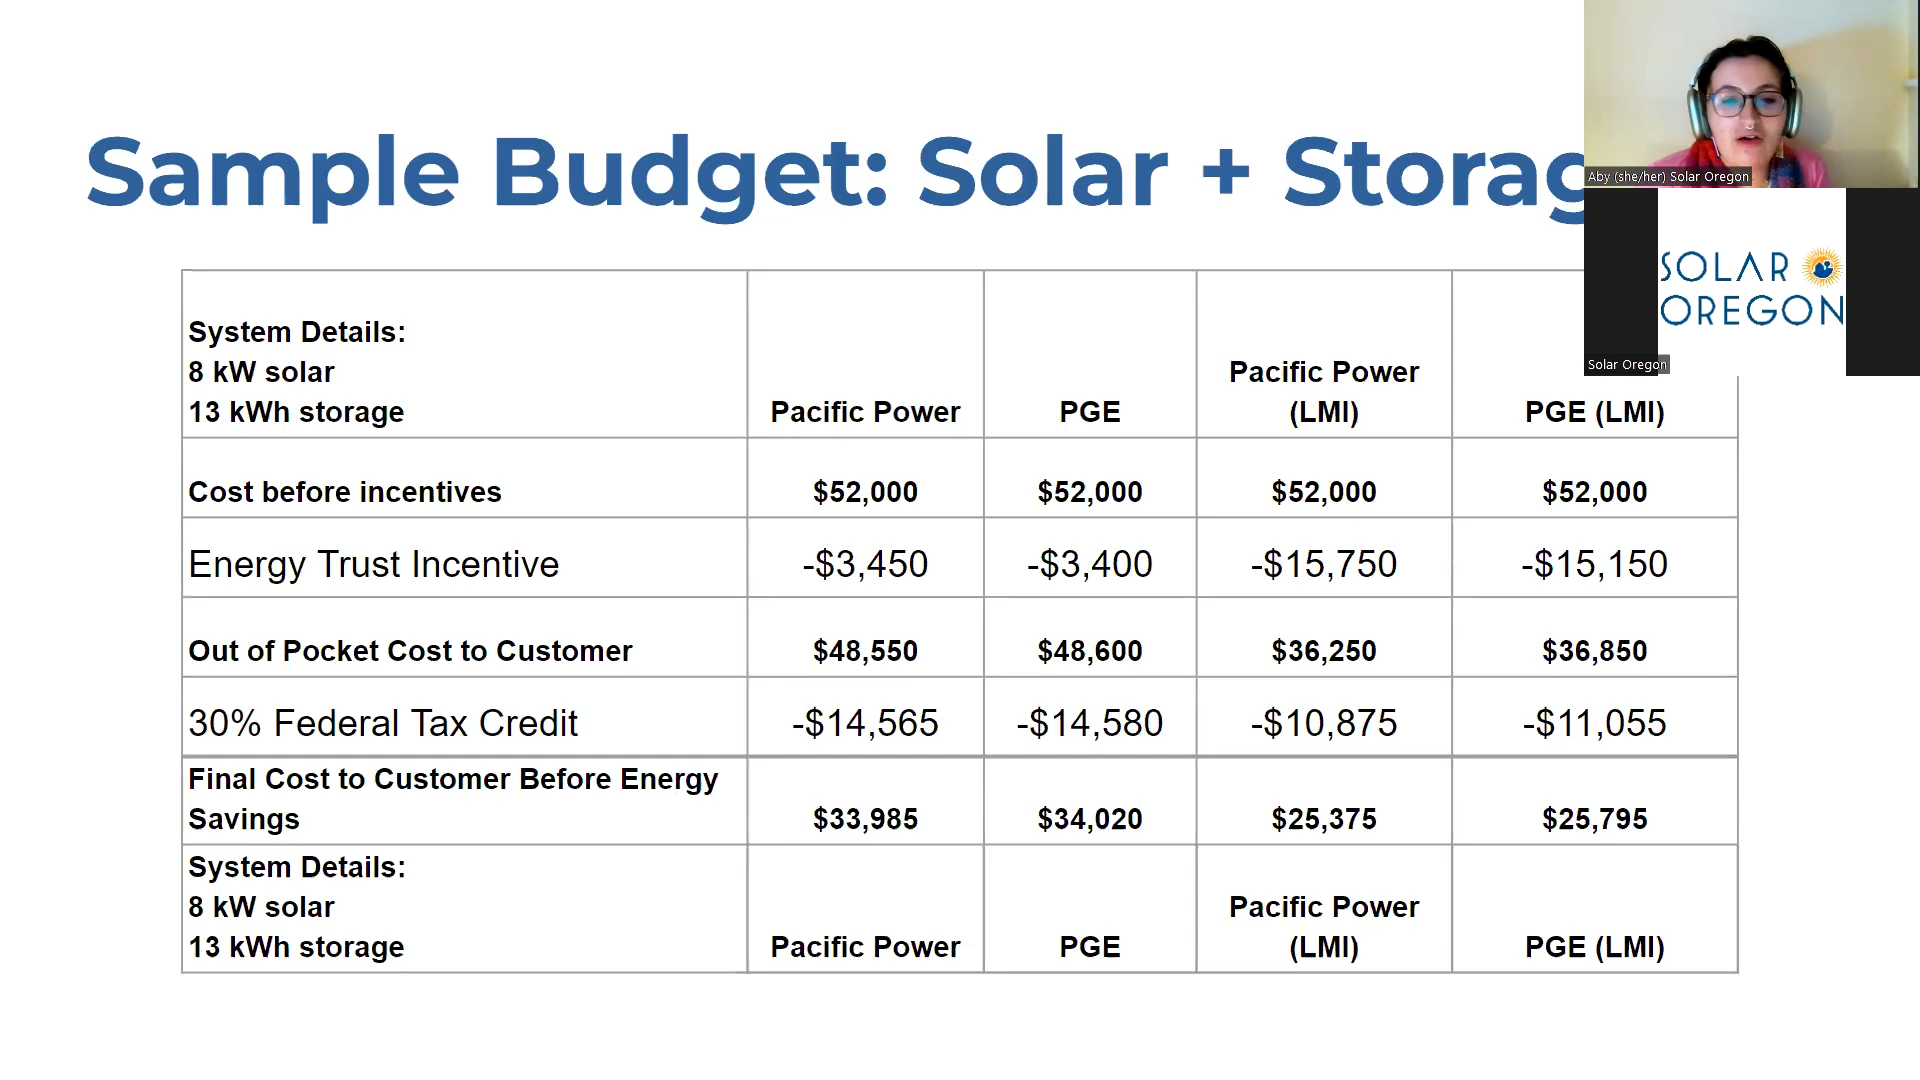 Sample Budget: Solar + Storag
Aby (she/her) Solar Oregon
SOLAR
OREGON
Solar Oregon
System Details:
8 kW solar
13 kWh storage
Pacific Power
PGE
Pacific Power
(LMI)
PGE (LMI)
Cost before incentives
$52,000
$52,000
$52,000
$52,000
Energy Trust Incentive
-$3,450
-$3,400
-$15,750
-$15,150
Out of Pocket Cost to Customer
$48,550
$48,600
$36,250
$36,850
30% Federal Tax Credit
-$14,565
-$14,580
-$10,875
-$11,055
Final Cost to Customer Before Energy
Savings
$33,985
$34,020
$25,375
$25,795
System Details:
8 kW solar
13 kWh storage
Pacific Power
PGE
Pacific Power
(LMI)
PGE (LMI)